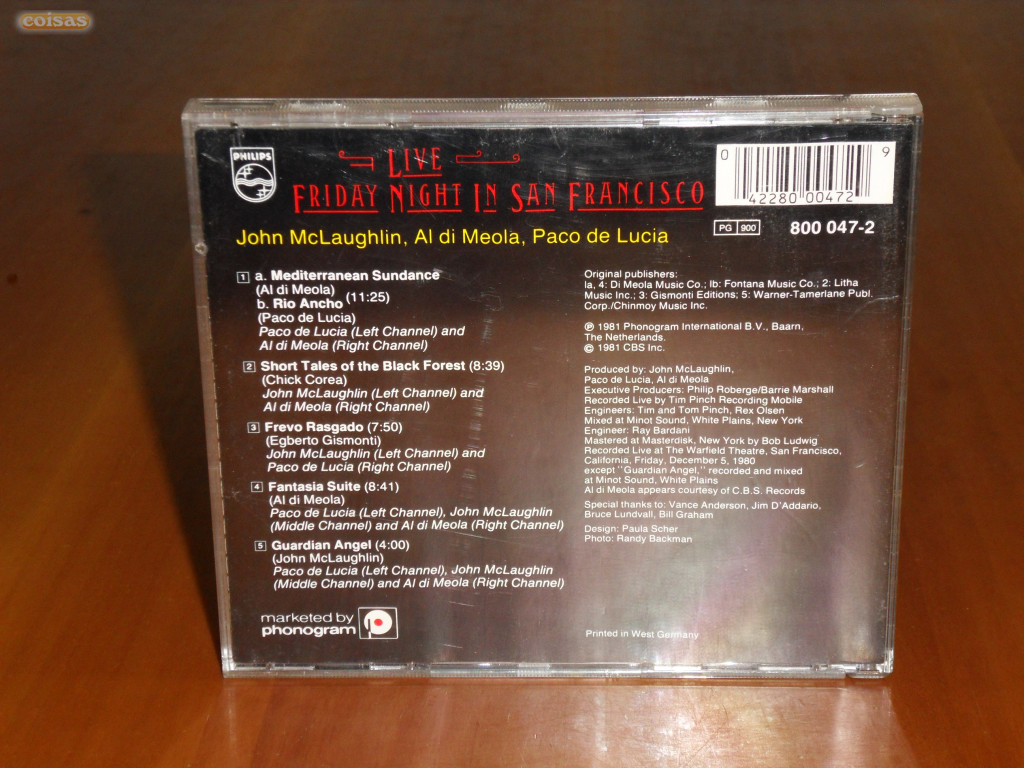 coisas
PHILIPS
LIVE
FRIDAY NIGHT IN SAN FRANCISCO
John McLaughlin, Al di Meola, Paco de Lucia
0 42280 00472 9
PG 900 800 047-2
1 a. Mediterranean Sundance
(Al di Meola)
b. Rio Ancho (11:25)
(Paco de Lucia)
Paco de Lucia (Left Channel) and
Al di Meola (Right Channel)
2 Short Tales of the Black Forest (8:39)
(Chick Corea)
John McLaughlin (Left Channel) and
Al di Meola (Right Channel)
3 Frevo Rasgado (7:50)
(Egberto Gismonti)
John McLaughlin (Left Channel) and
Paco de Lucia (Right Channel)
4 Fantasia Suite (8:41)
(Al di Meola)
Paco de Lucia (Left Channel), John McLaughlin
(Middle Channel) and Al di Meola (Right Channel)
5 Guardian Angel (4:00)
(John McLaughlin)
Paco de Lucia (Left Channel), John McLaughlin
(Middle Channel) and Al di Meola (Right Channel)
marketed by
phonogram
Original publishers:
Ia, 4: Di Meola Music Co.; Ib: Fontana Music Co.; 2: Litha
Music Inc.; 3: Gismonti Editions; 5: Warner-Tamerlane Publ.
Corp./Chinmoy Music Inc.
℗ 1981 Phonogram International B.V., Baarn,
The Netherlands.
© 1981 CBS Inc.
Produced by: John McLaughlin,
Paco de Lucia, Al di Meola
Executive Producers: Philip Roberge/Barrie Marshall
Recorded Live by Tim Pinch Recording Mobile
Engineers: Tim and Tom Pinch, Rex Olsen
Mixed at Minot Sound, White Plains, New York
Engineer: Ray Bardani
Mastered at Masterdisk, New York by Bob Ludwig
Recorded Live at The Warfield Theatre, San Francisco,
California, Friday, December 5, 1980
except "Guardian Angel," recorded and mixed
at Minot Sound, White Plains
Al di Meola appears courtesy of C.B.S. Records
Special thanks to: Vance Anderson, Jim D'Addario,
Bruce Lundvall, Bill Graham
Design: Paula Scher
Photo: Randy Backman
Printed in West Germany